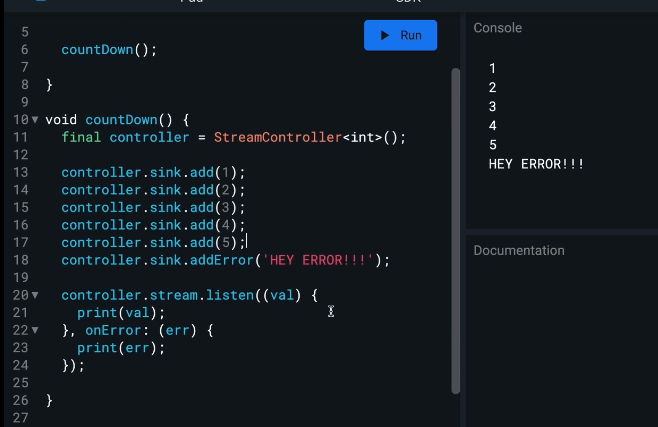 Run
5
6 countDown();
7
8 }
9
10 void countDown() {
11 final controller = StreamController<int>();
12
13 controller.sink.add(1);
14 controller.sink.add(2);
15 controller.sink.add(3);
16 controller.sink.add(4);
17 controller.sink.add(5);
18 controller.sink.addError('HEY ERROR!!!');
19
20 controller.stream.listen((val) {
21 print(val);
22 }, onError: (err) {
23 print(err);
24 });
25
26 }
27
Console
1
2
3
4
5
HEY ERROR!!!
Documentation